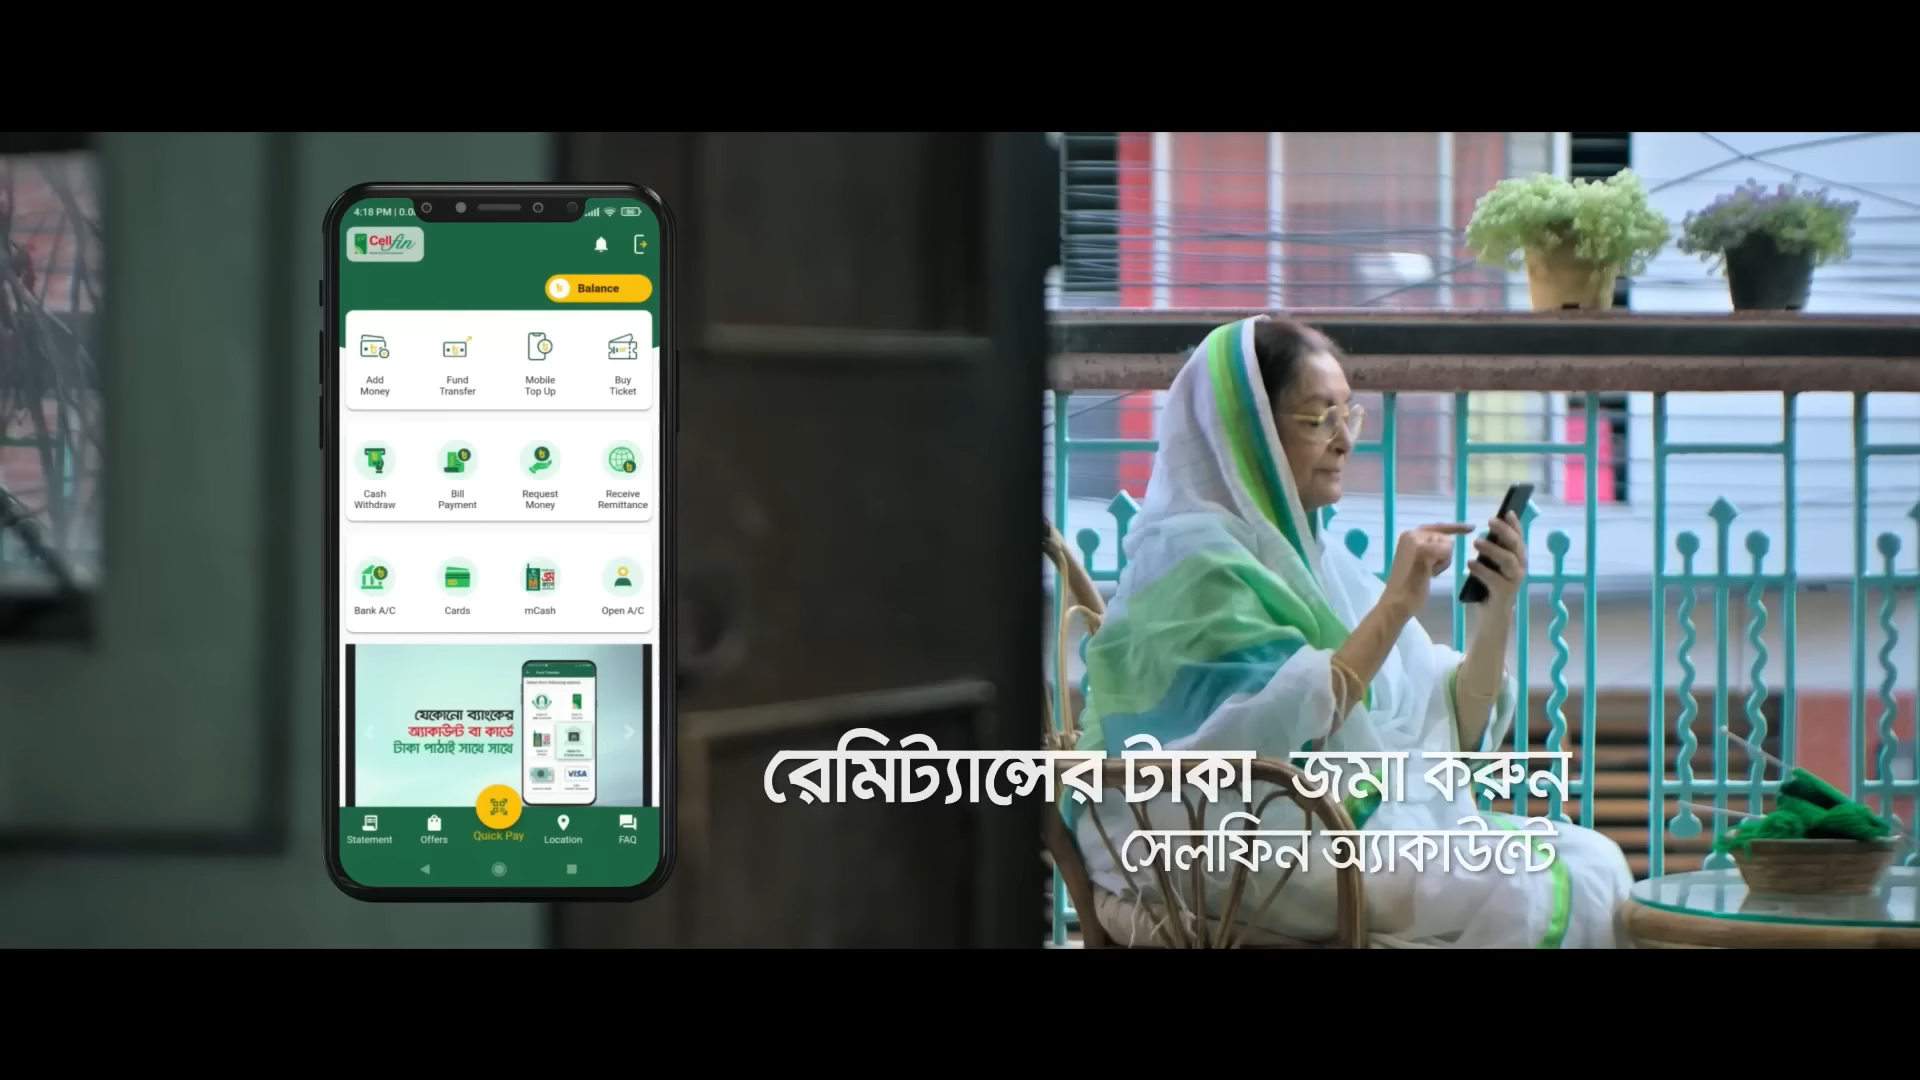 4:18 PM | 0.0
Cellfin
Balance
Add Money
Fund Transfer
Mobile Top Up
Buy Ticket
Cash Withdraw
Bill Payment
Request Money
Receive Remittance
Bank A/C
Cards
mCash
Open A/C
যেকোনো ব্যাংকের
অ্যাকাউন্ট বা কার্ডে
টাকা পাঠাই সাথে সাথে
VISA
Statement
Offers
Quick Pay
Location
FAQ
রেমিট্যান্সের টাকা জমা করুন
সেলফিন অ্যাকাউন্টে